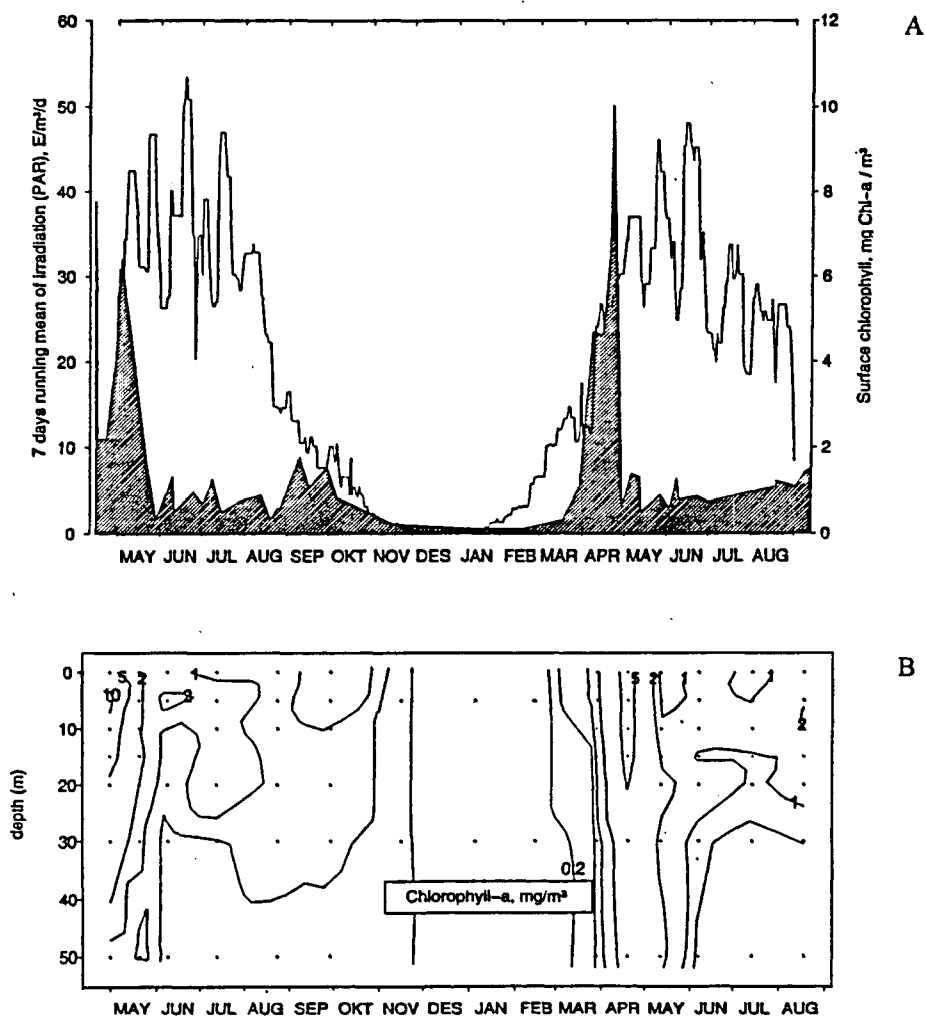 A
60
50
40
30
20
10
0
7 days running mean of irradiation (PAR), E/m²/d
12
10
8
6
4
2
0
Surface chlorophyll, mg Chl-a / m³
MAY JUN JUL AUG SEP OKT NOV DES JAN FEB MAR APR MAY JUN JUL AUG
B
0
10
20
30
40
50
depth (m)
10 5 2 3 1
5 2 1 1
2
1
0.2
Chlorophyll-a, mg/m³
MAY JUN JUL AUG SEP OKT NOV DES JAN FEB MAR APR MAY JUN JUL AUG